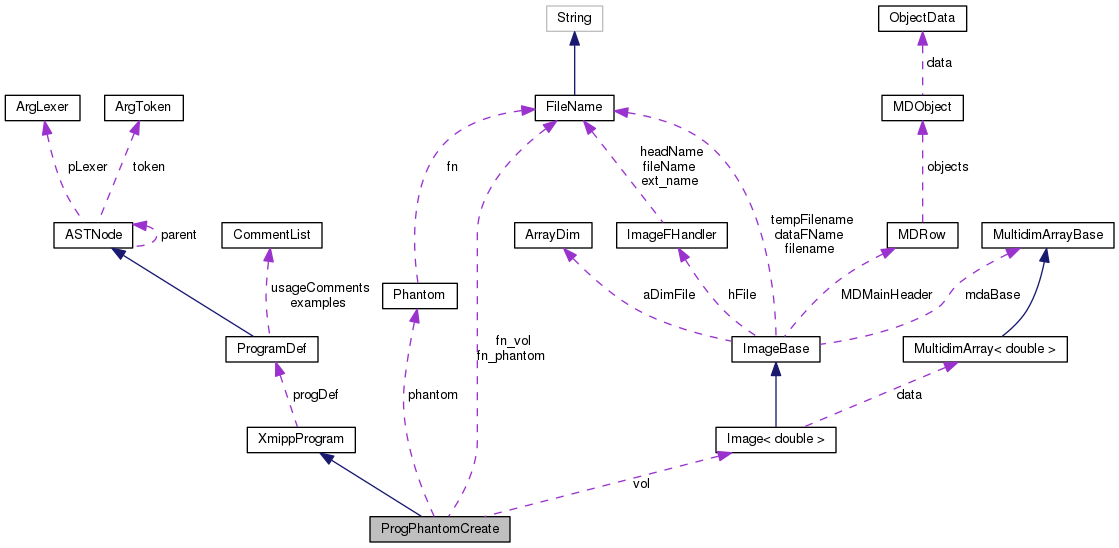 String
ObjectData
data
ArgLexer
ArgToken
FileName
MDObject
pLexer
token
fn
headName
fileName
ext_name
objects
ASTNode
parent
CommentList
ArrayDim
ImageFHandler
tempFilename
dataFName
filename
MDRow
MultidimArrayBase
usageComments
examples
Phantom
aDimFile
hFile
MDMainHeader
mdaBase
ProgramDef
fn_vol
fn_phantom
ImageBase
MultidimArray< double >
progDef
phantom
data
XmippProgram
Image< double >
vol
ProgPhantomCreate